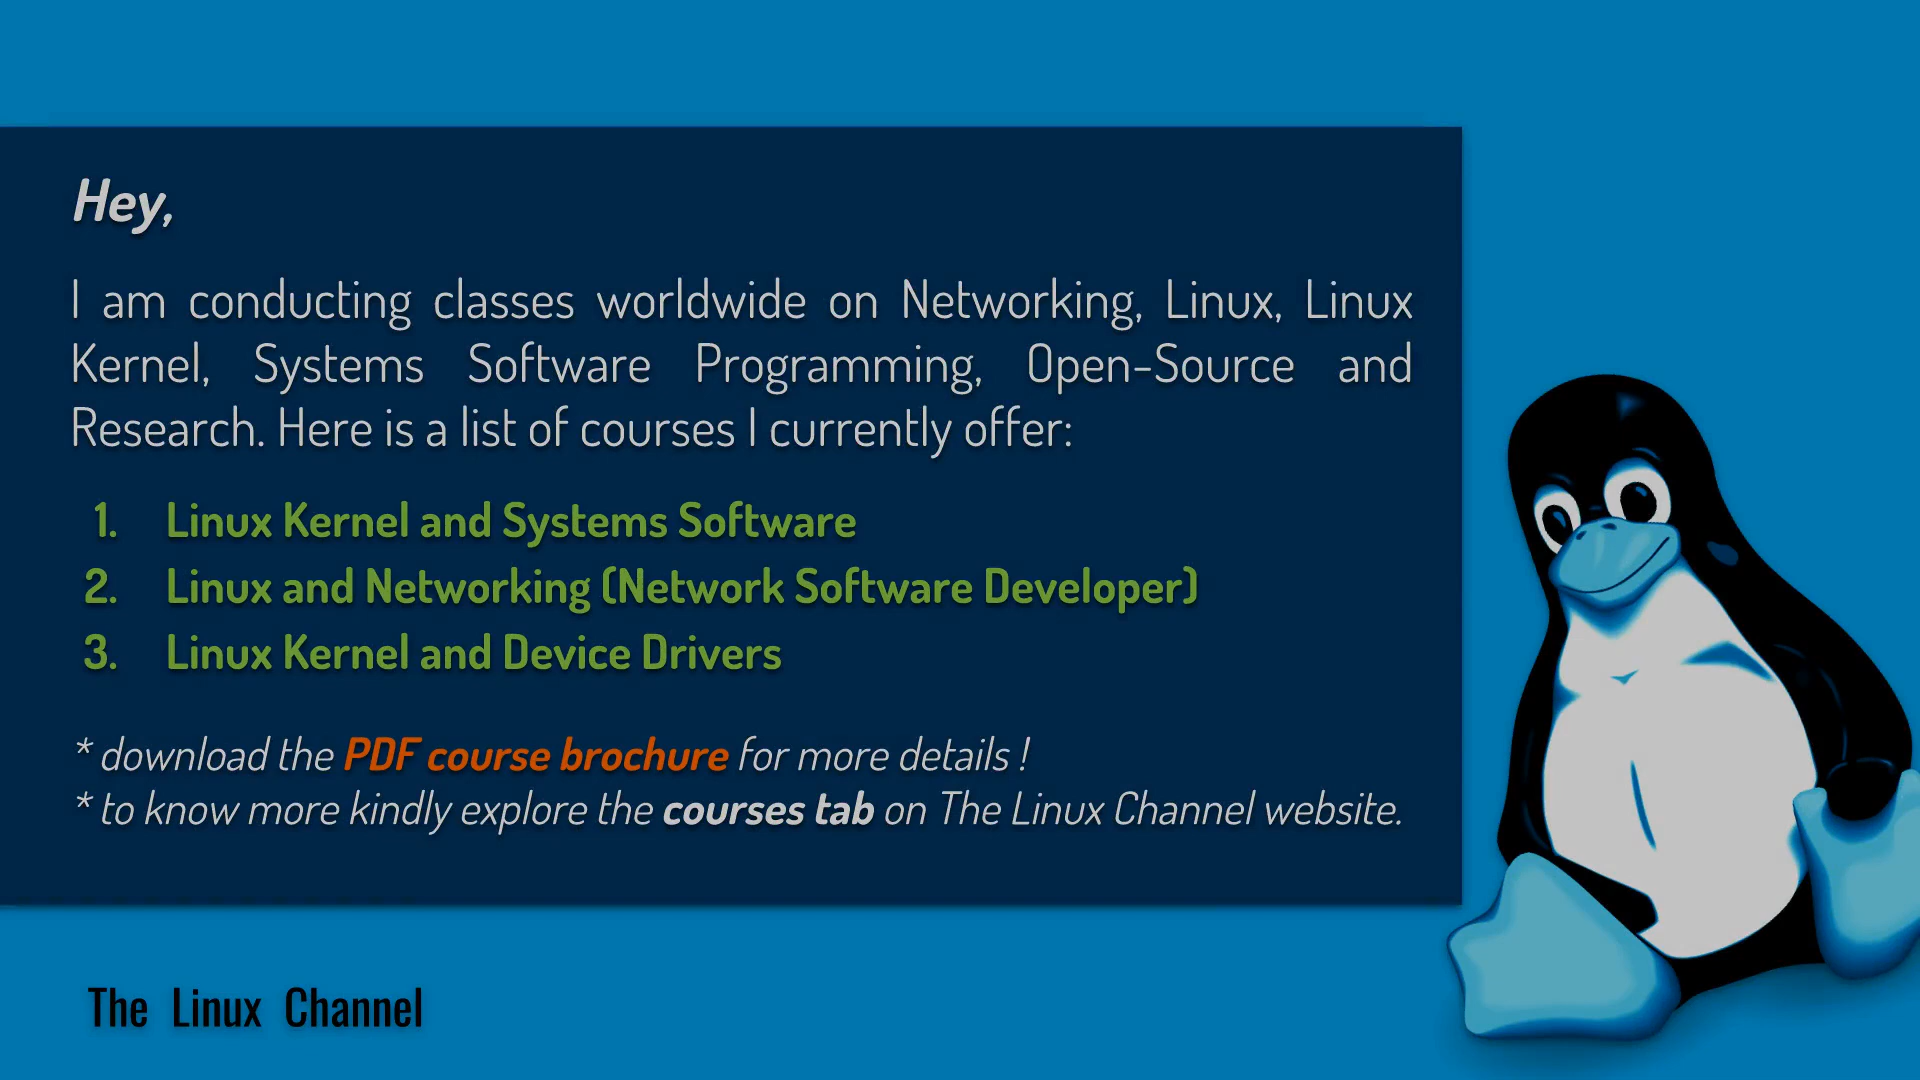 Hey,
I am conducting classes worldwide on Networking, Linux, Linux
Kernel, Systems Software Programming, Open-Source and
Research. Here is a list of courses I currently offer:
1. Linux Kernel and Systems Software
2. Linux and Networking (Network Software Developer)
3. Linux Kernel and Device Drivers
* download the PDF course brochure for more details !
* to know more kindly explore the courses tab on The Linux Channel website.
The Linux Channel